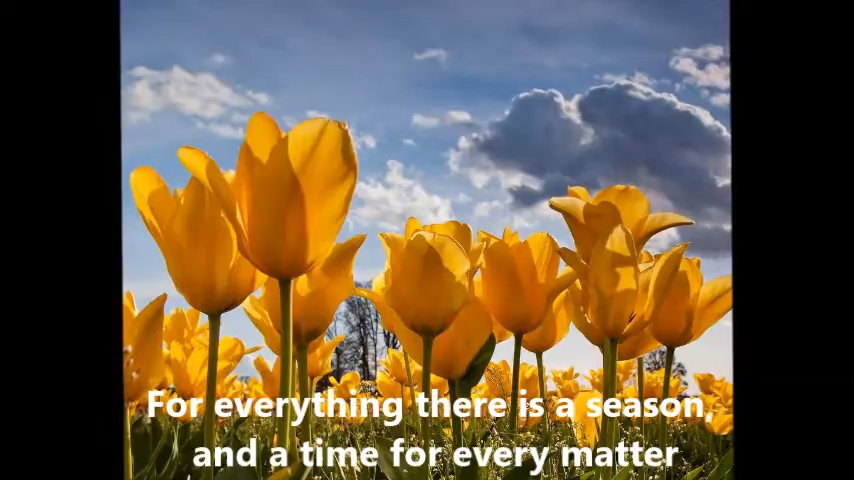 For everything there is a season,
and a time for every matter